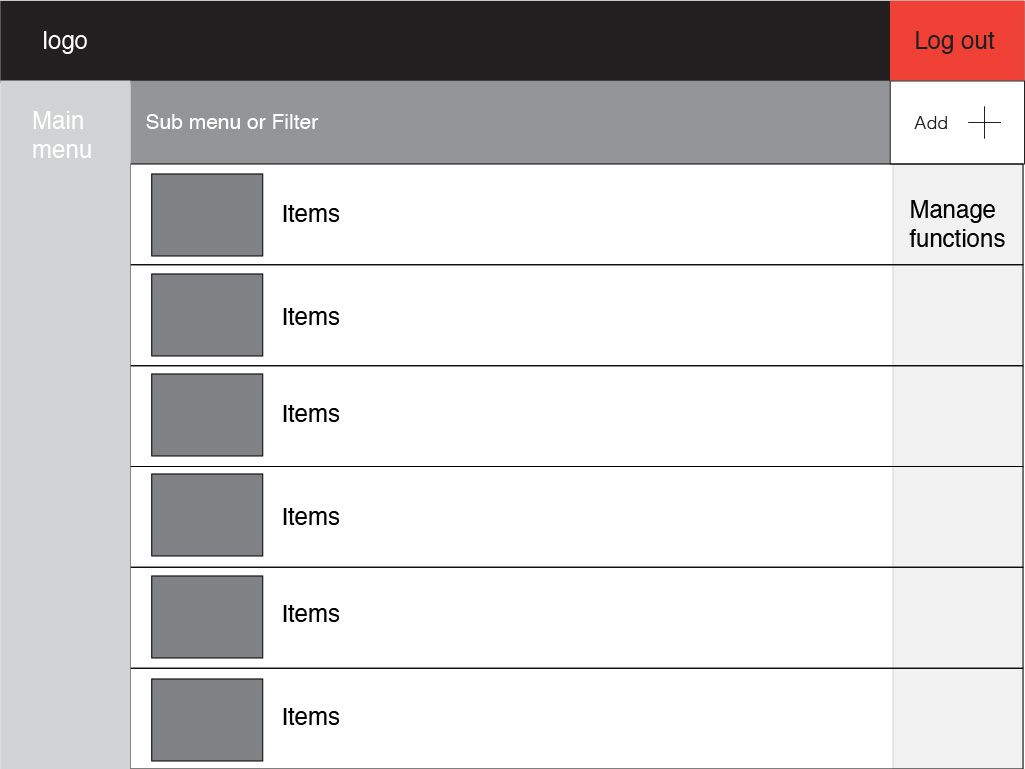 logo
Log out
Main
menu
Sub menu or Filter
Add
Items
Manage
functions
Items
Items
Items
Items
Items